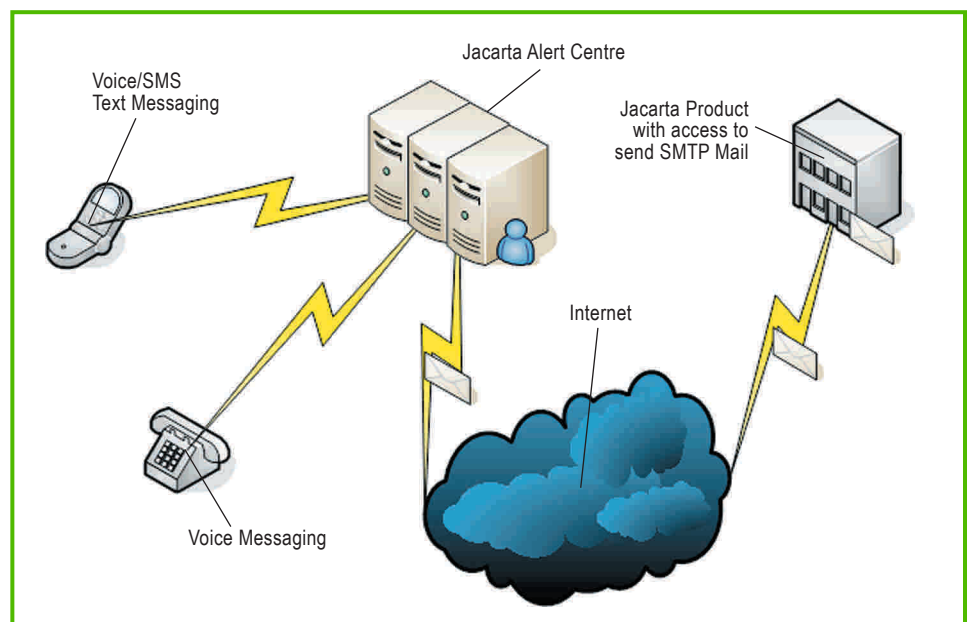 Jacarta Alert Centre
Voice/SMS
Text Messaging
Jacarta Product
with access to
send SMTP Mail
Internet
Voice Messaging